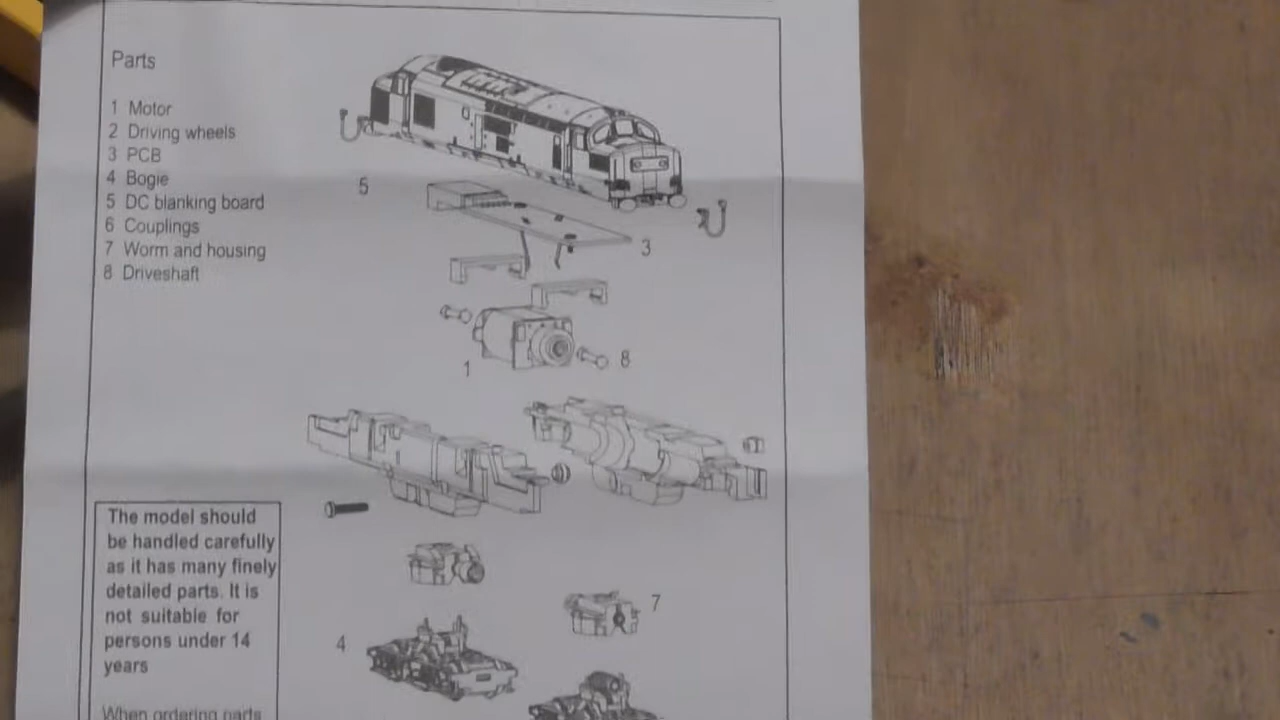 Parts
1 Motor
2 Driving wheels
3 PCB
4 Bogie
5 DC blanking board
6 Couplings
7 Worm and housing
8 Driveshaft
5
3
1
8
7
4
The model should
be handled carefully
as it has many finely
detailed parts. It is
not suitable for
persons under 14
years
When ordering parts